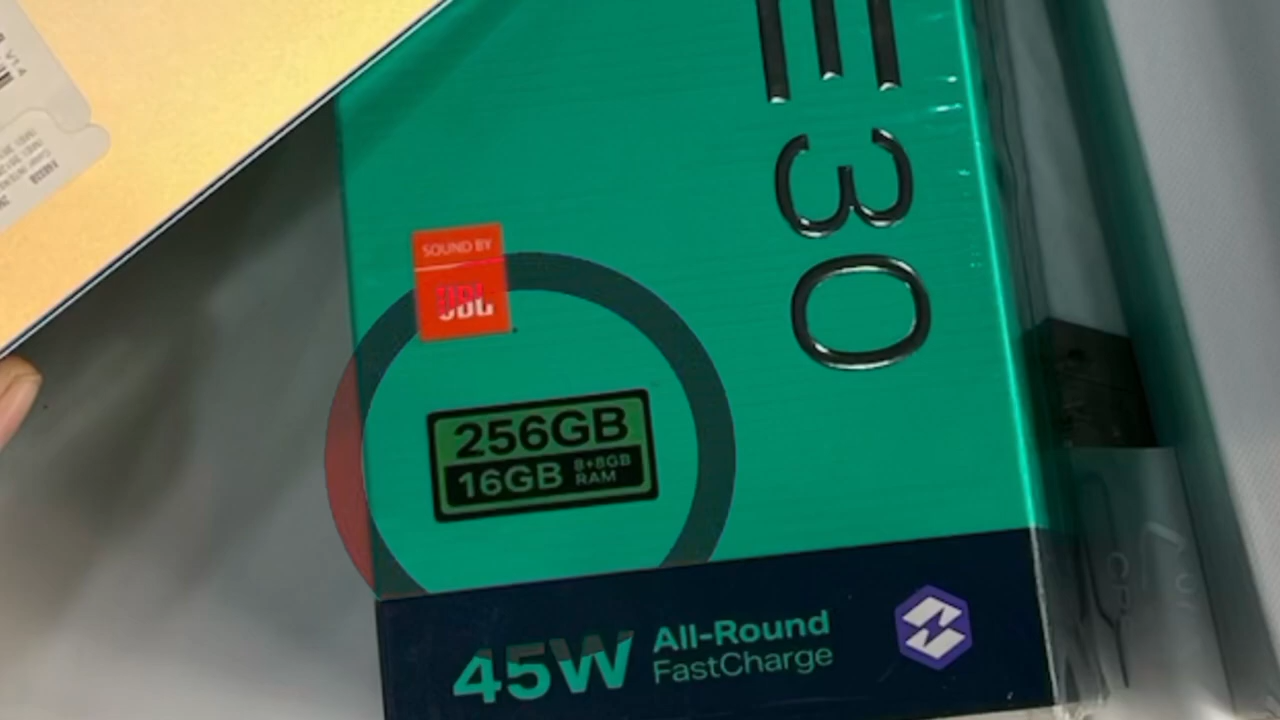 E30
SOUND BY
JBL
256GB
16GB 8+8GB
RAM
45W All-Round
FastCharge